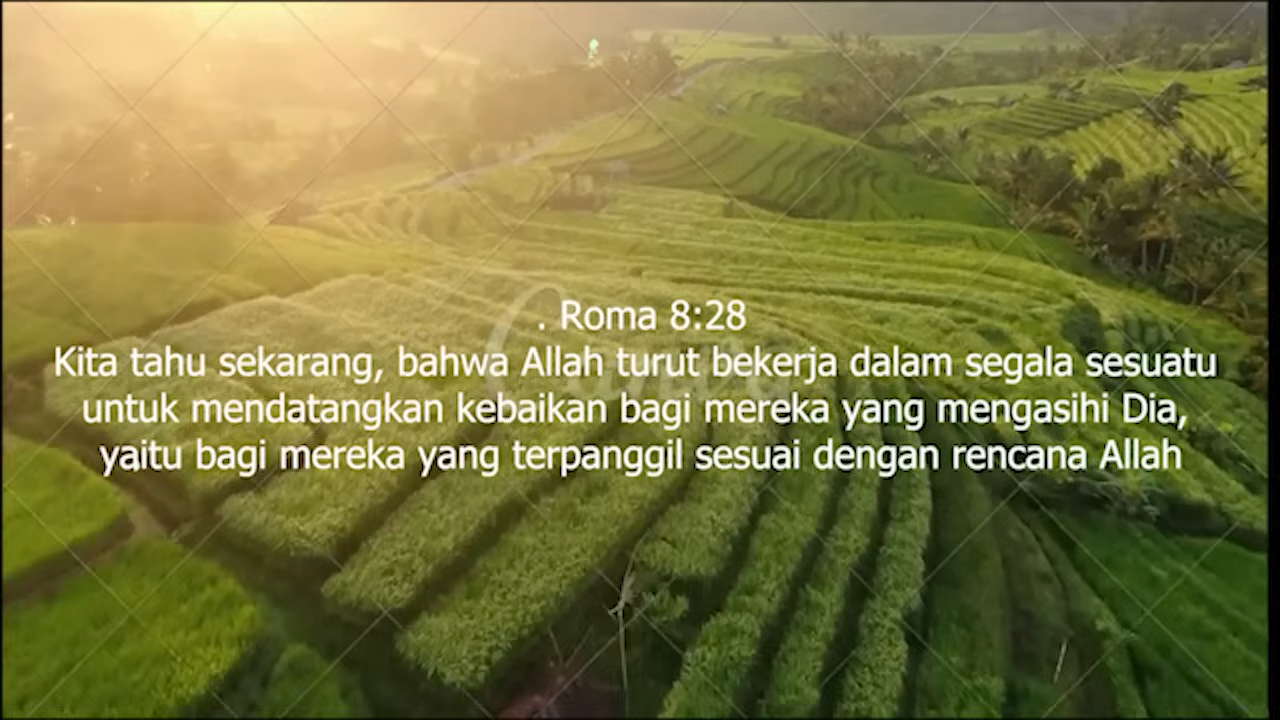 . Roma 8:28
Kita tahu sekarang, bahwa Allah turut bekerja dalam segala sesuatu
untuk mendatangkan kebaikan bagi mereka yang mengasihi Dia,
yaitu bagi mereka yang terpanggil sesuai dengan rencana Allah